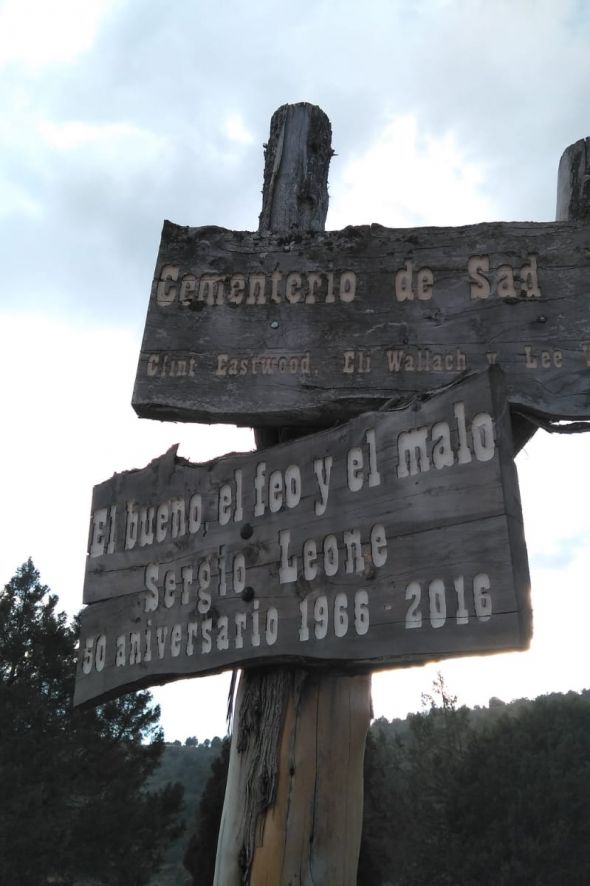 Cementerio de Sad
Clint Eastwood, Eli Wallach y Lee
El bueno, el feo y el malo
Sergio Leone
50 aniversario 1966 - 2016